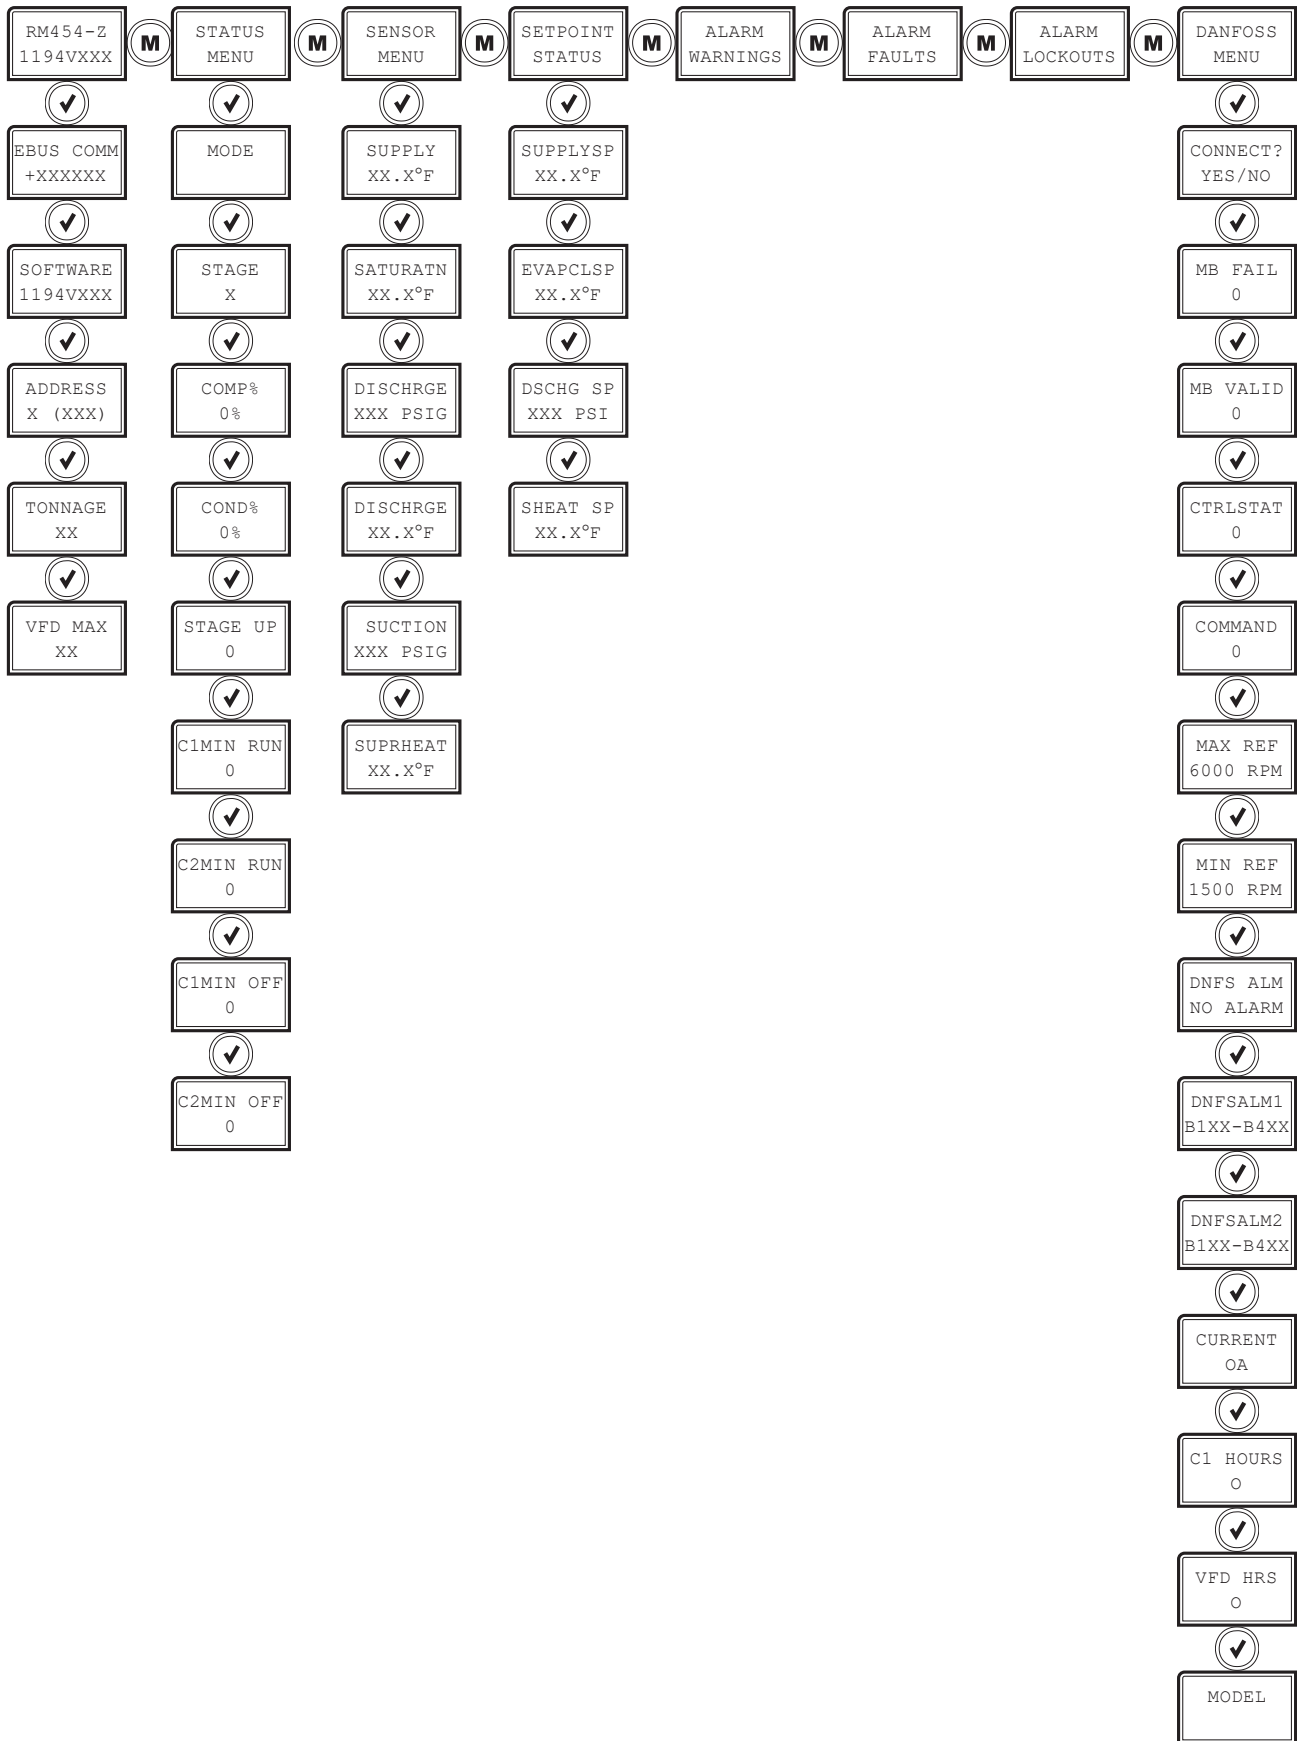 RM454-Z
1194VXXX
M
STATUS
MENU
M
SENSOR
MENU
M
SETPOINT
STATUS
M
ALARM
WARNINGS
M
ALARM
FAULTS
M
ALARM
LOCKOUTS
M
DANFOSS
MENU
EBUS COMM
+XXXXXX
SOFTWARE
1194VXXX
ADDRESS
X (XXX)
TONNAGE
XX
VFD MAX
XX
MODE
STAGE
X
COMP%
0%
COND%
0%
STAGE UP
0
C1MIN RUN
0
C2MIN RUN
0
C1MIN OFF
0
C2MIN OFF
0
SUPPLY
XX.X°F
SATURATN
XX.X°F
DISCHRGE
XXX PSIG
DISCHRGE
XX.X°F
SUCTION
XXX PSIG
SUPRHEAT
XX.X°F
SUPPLYSP
XX.X°F
EVAPCLSP
XX.X°F
DSCHG SP
XXX PSI
SHEAT SP
XX.X°F
CONNECT?
YES/NO
MB FAIL
0
MB VALID
0
CTRLSTAT
0
COMMAND
0
MAX REF
6000 RPM
MIN REF
1500 RPM
DNFS ALM
NO ALARM
DNFSALM1
B1XX-B4XX
DNFSALM2
B1XX-B4XX
CURRENT
OA
C1 HOURS
O
VFD HRS
O
MODEL